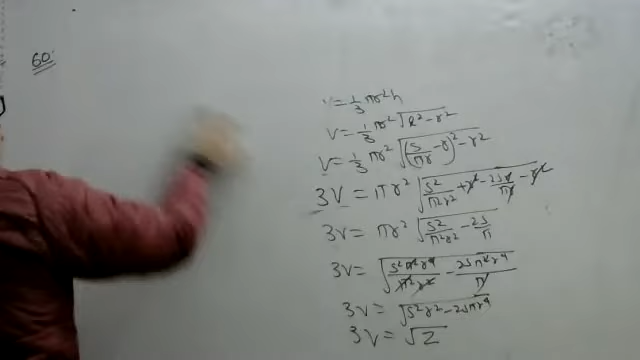 60.
V = 1/3 πr²h
V = 1/3 πr² √(l² - r²)
V = 1/3 πr² √((S/πr - r)² - r²)
3V = πr² √(S²/π²r² + r² - 2Sr/πr - r²)
3V = πr² √(S²/π²r² - 2S/π)
3V = √(S²π²r⁴/π²r² - 2Sπ²r⁴/π)
3V = √(S²r² - 2Sπr⁴)
3V = √Z